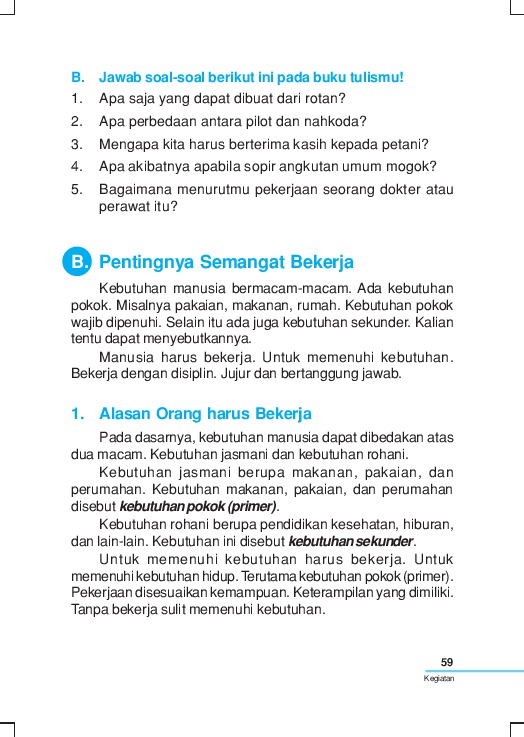 B. Jawab soal-soal berikut ini pada buku tulismu!
1. Apa saja yang dapat dibuat dari rotan?
2. Apa perbedaan antara pilot dan nahkoda?
3. Mengapa kita harus berterima kasih kepada petani?
4. Apa akibatnya apabila sopir angkutan umum mogok?
5. Bagaimana menurutmu pekerjaan seorang dokter atau
perawat itu?
B. Pentingnya Semangat Bekerja
Kebutuhan manusia bermacam-macam. Ada kebutuhan
pokok. Misalnya pakaian, makanan, rumah. Kebutuhan pokok
wajib dipenuhi. Selain itu ada juga kebutuhan sekunder. Kalian
tentu dapat menyebutkannya.
Manusia harus bekerja. Untuk memenuhi kebutuhan.
Bekerja dengan disiplin. Jujur dan bertanggung jawab.
1. Alasan Orang harus Bekerja
Pada dasarnya, kebutuhan manusia dapat dibedakan atas
dua macam. Kebutuhan jasmani dan kebutuhan rohani.
Kebutuhan jasmani berupa makanan, pakaian, dan
perumahan. Kebutuhan makanan, pakaian, dan perumahan
disebut kebutuhan pokok (primer).
Kebutuhan rohani berupa pendidikan kesehatan, hiburan,
dan lain-lain. Kebutuhan ini disebut kebutuhan sekunder.
Untuk memenuhi kebutuhan harus bekerja. Untuk
memenuhi kebutuhan hidup. Terutama kebutuhan pokok (primer).
Pekerjaan disesuaikan kemampuan. Keterampilan yang dimiliki.
Tanpa bekerja sulit memenuhi kebutuhan.
59
Kegiatan